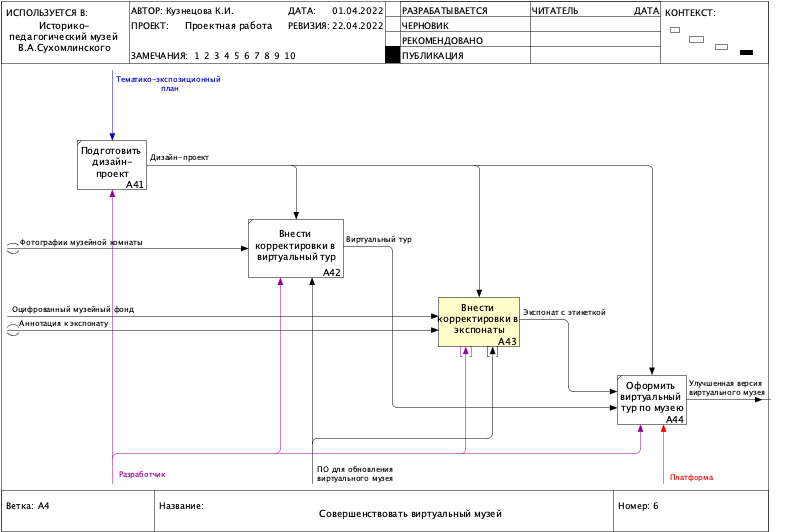 ИСПОЛЬЗУЕТСЯ В:
Историко-
педагогический музей
В.А.Сухомлинского
АВТОР: Кузнецова К.И.
ДАТА: 01.04.2022
ПРОЕКТ: Проектная работа
РЕВИЗИЯ: 22.04.2022
ЗАМЕЧАНИЯ: 1 2 3 4 5 6 7 8 9 10
РАЗРАБАТЫВАЕТСЯ
ЧЕРНОВИК
РЕКОМЕНДОВАНО
ПУБЛИКАЦИЯ
ЧИТАТЕЛЬ
ДАТА
КОНТЕКСТ:
Тематико-экспозиционный
план
Подготовить
дизайн-
проект
A41
Дизайн-проект
Фотографии музейной комнаты
Внести
корректировки в
виртуальный тур
A42
Виртуальный тур
Оцифрованный музейный фонд
Аннотация к экспонату
Внести
корректировки в
экспонаты
A43
Экспонат с этикеткой
Оформить
виртуальный
тур по музею
A44
Улучшенная версия
виртуального музея
Разработчик
ПО для обновления
виртуального музея
Платформа
Ветка: A4
Название:
Совершенствовать виртуальный музей
Номер: 6